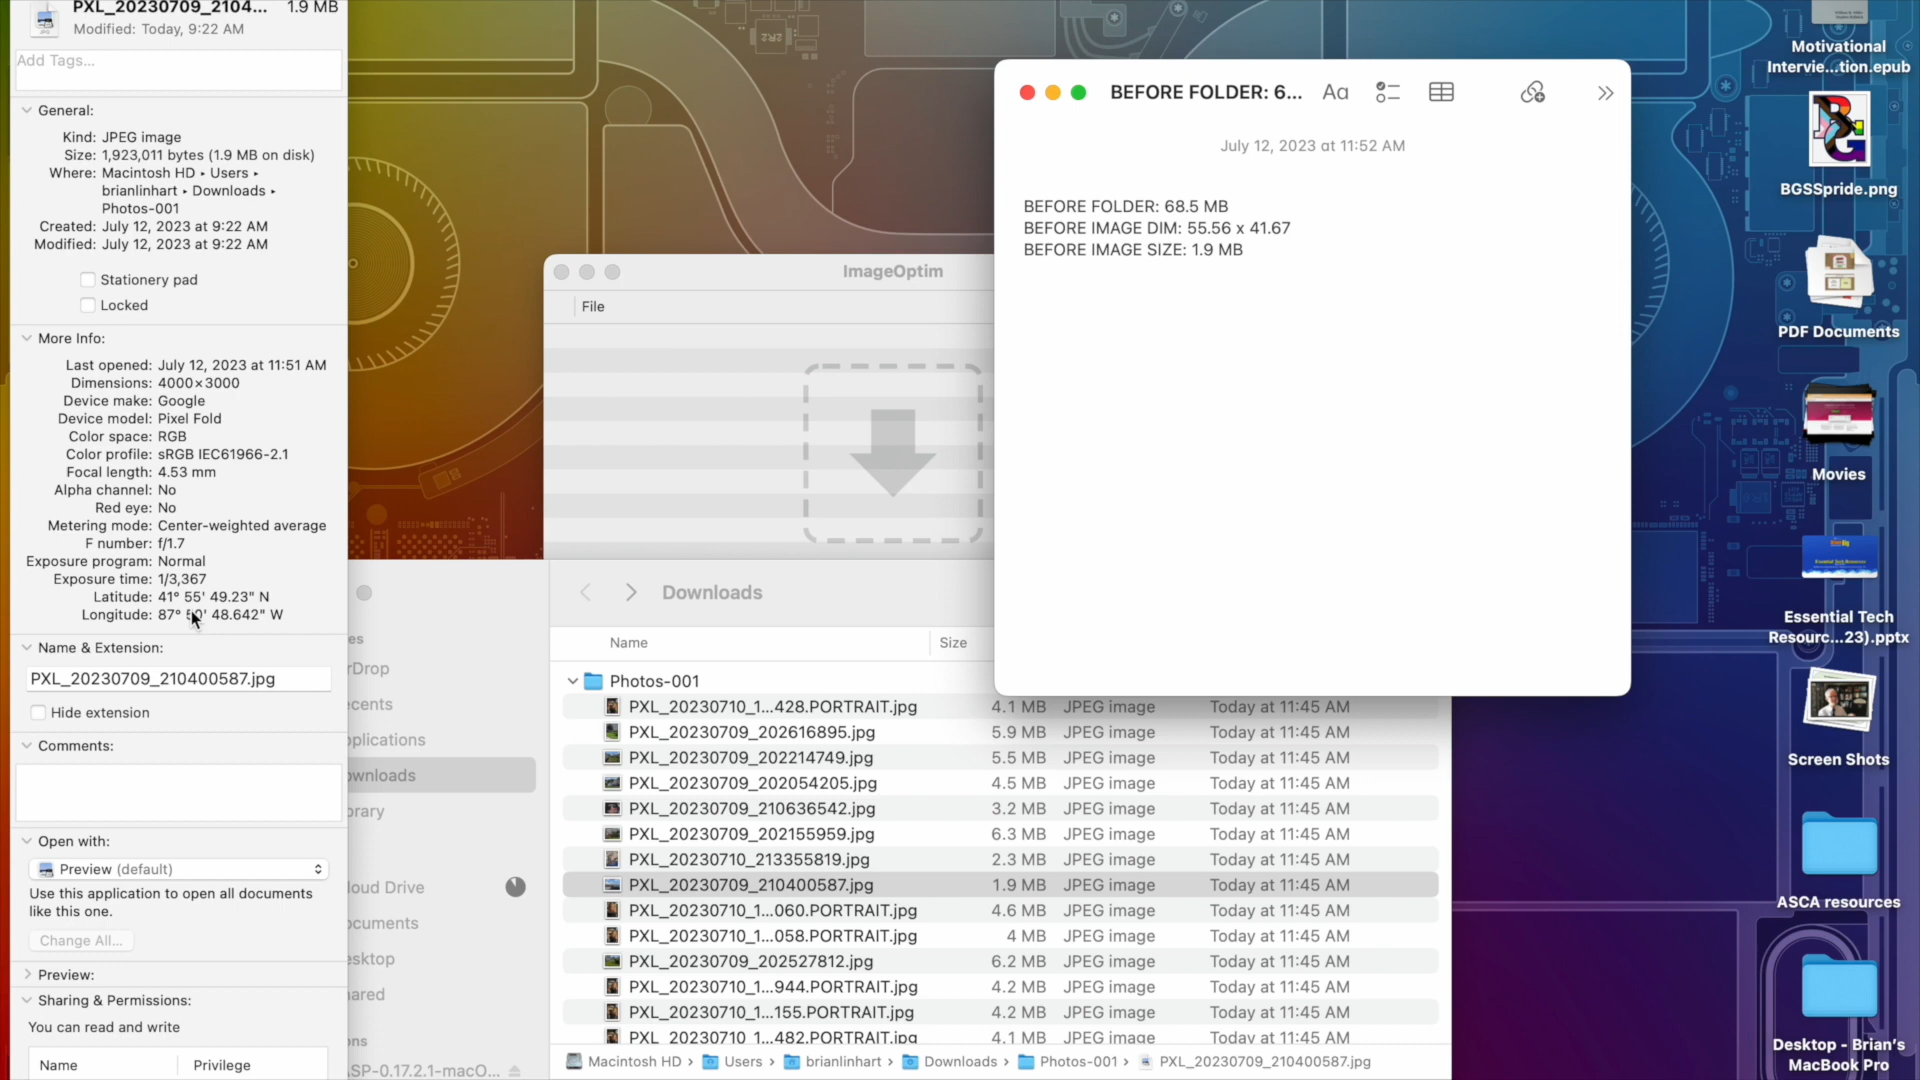 PXL_20230709_2104... 1.9 MB
Modified: Today, 9:22 AM
Add Tags...
General:
Kind: JPEG image
Size: 1,923,011 bytes (1.9 MB on disk)
Where: Macintosh HD ▸ Users ▸
brianlinhart ▸ Downloads ▸
Photos-001
Created: July 12, 2023 at 9:22 AM
Modified: July 12, 2023 at 9:22 AM
Stationery pad
Locked
More Info:
Last opened: July 12, 2023 at 11:51 AM
Dimensions: 4000×3000
Device make: Google
Device model: Pixel Fold
Color space: RGB
Color profile: sRGB IEC61966-2.1
Focal length: 4.53 mm
Alpha channel: No
Red eye: No
Metering mode: Center-weighted average
F number: f/1.7
Exposure program: Normal
Exposure time: 1/3,367
Latitude: 41° 55' 49.23" N
Longitude: 87° 48.642" W
Name & Extension:
PXL_20230709_210400587.jpg
Hide extension
Comments:
Open with:
Preview (default)
Use this application to open all documents
like this one.
Change All...
Preview:
Sharing & Permissions:
You can read and write
Name Privilege
BEFORE FOLDER: 6...
Aa
July 12, 2023 at 11:52 AM
BEFORE FOLDER: 68.5 MB
BEFORE IMAGE DIM: 55.56 x 41.67
BEFORE IMAGE SIZE: 1.9 MB
ImageOptim
File
es
rDrop
cents
pplications
ownloads
brary
loud Drive
ocuments
esktop
ared
ons
SP-0.17.2.1-macO...
Downloads
Name Size
Photos-001
PXL_20230710_1...428.PORTRAIT.jpg 4.1 MB JPEG image Today at 11:45 AM
PXL_20230709_202616895.jpg 5.9 MB JPEG image Today at 11:45 AM
PXL_20230709_202214749.jpg 5.5 MB JPEG image Today at 11:45 AM
PXL_20230709_202054205.jpg 4.5 MB JPEG image Today at 11:45 AM
PXL_20230709_210636542.jpg 3.2 MB JPEG image Today at 11:45 AM
PXL_20230709_202155959.jpg 6.3 MB JPEG image Today at 11:45 AM
PXL_20230710_213355819.jpg 2.3 MB JPEG image Today at 11:45 AM
PXL_20230709_210400587.jpg 1.9 MB JPEG image Today at 11:45 AM
PXL_20230710_1...060.PORTRAIT.jpg 4.6 MB JPEG image Today at 11:45 AM
PXL_20230710_1...058.PORTRAIT.jpg 4 MB JPEG image Today at 11:45 AM
PXL_20230709_202527812.jpg 6.2 MB JPEG image Today at 11:45 AM
PXL_20230710_1...944.PORTRAIT.jpg 4.2 MB JPEG image Today at 11:45 AM
PXL_20230710_1...155.PORTRAIT.jpg 4.2 MB JPEG image Today at 11:45 AM
PXL_20230710_1...482.PORTRAIT.jpg 4.1 MB JPEG image Today at 11:45 AM
Macintosh HD › Users › brianlinhart › Downloads › Photos-001 › PXL_20230709_210400587.jpg
Motivational
Intervie...tion.epub
BGSSpride.png
PDF Documents
Movies
Essential Tech
Resourc...23).pptx
Screen Shots
ASCA resources
Desktop - Brian's
MacBook Pro